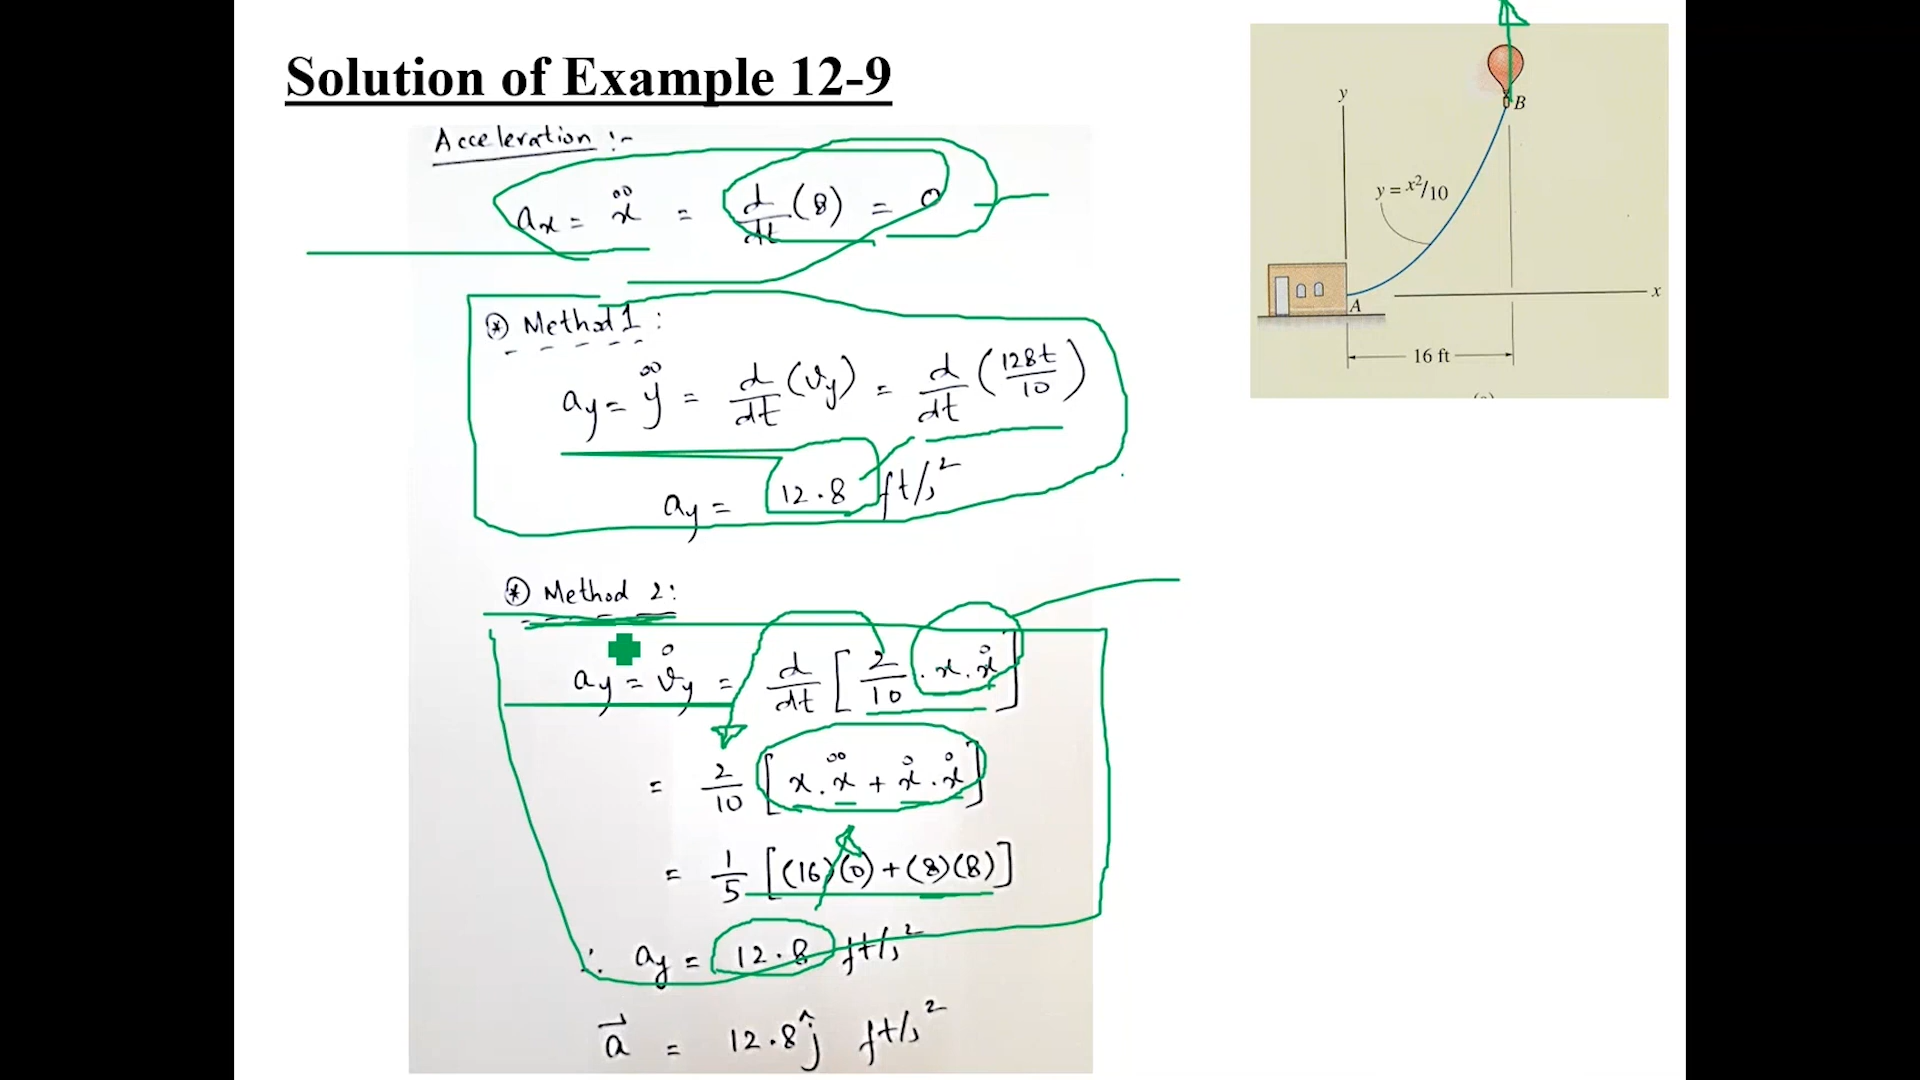 Solution of Example 12-9
Acceleration :-
ax = ẍ = d/dt (8) = 0
⊛ Method 1 :
ay = ÿ = d/dt (vy) = d/dt (128t/10)
ay = 12.8 ft/s²
⊛ Method 2:
ay = v̇y = d/dt [2/10 . x . ẋ]
= 2/10 [x . ẍ + ẋ . ẋ]
= 1/5 [(16)(0) + (8)(8)]
∴ ay = 12.8 ft/s²
a⃗ = 12.8 ĵ ft/s²
y
B
y = x²/10
A
x
16 ft